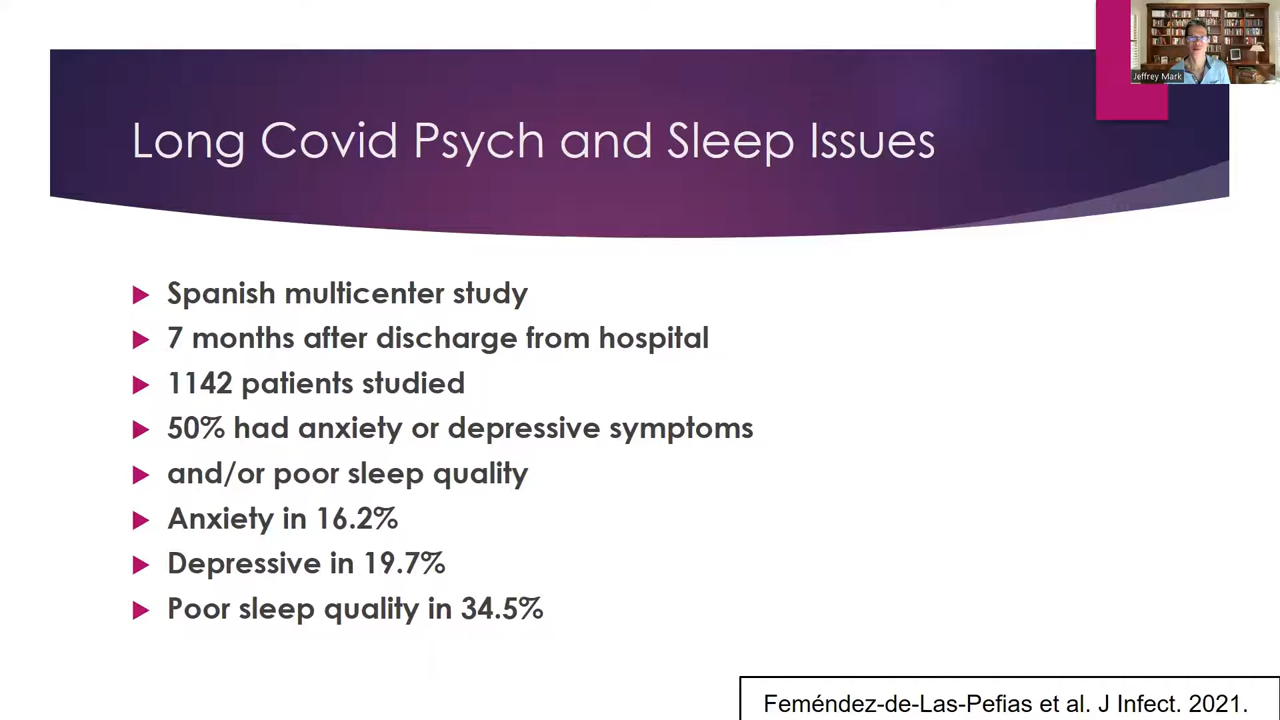 Jeffrey Mark
Long Covid Psych and Sleep Issues
Spanish multicenter study
7 months after discharge from hospital
1142 patients studied
50% had anxiety or depressive symptoms
and/or poor sleep quality
Anxiety in 16.2%
Depressive in 19.7%
Poor sleep quality in 34.5%
Feméndez-de-Las-Pefias et al. J Infect. 2021.